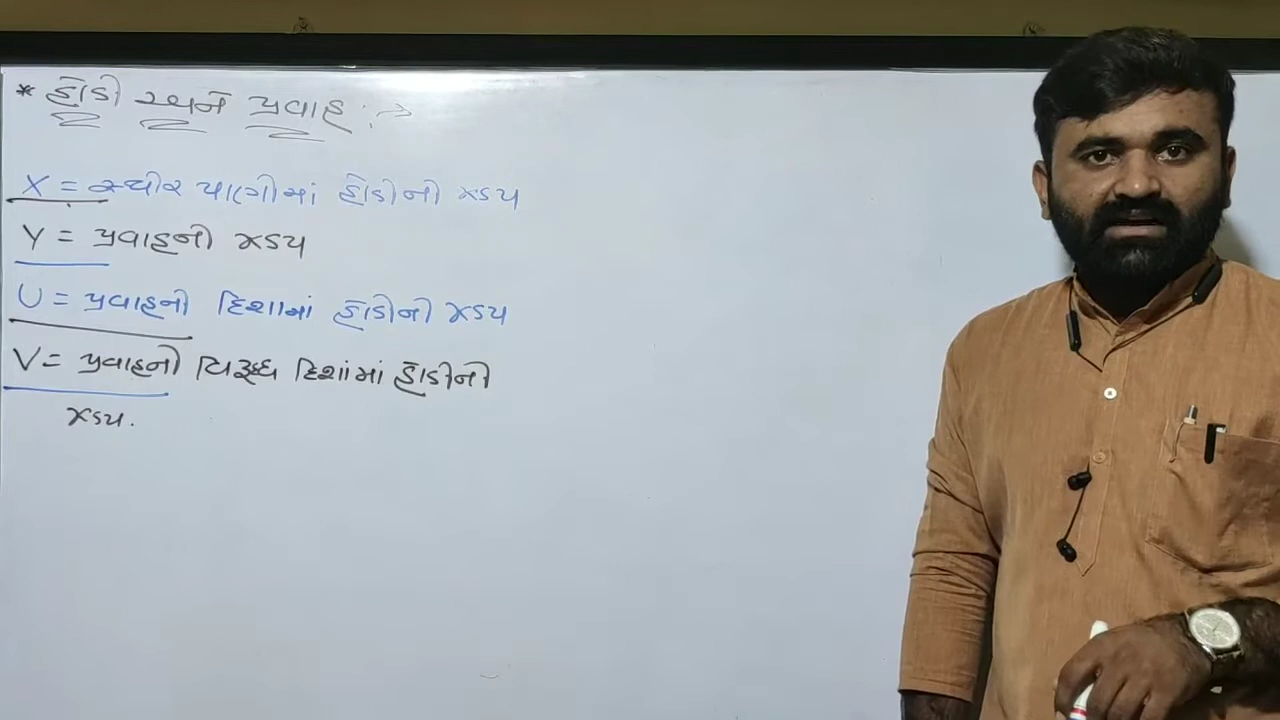 * હોડી અને પ્રવાહ :→
X = સ્થીર પાણીમાં હોડીની ઝડપ
Y = પ્રવાહની ઝડપ
U = પ્રવાહની દિશામાં હોડીની ઝડપ
V = પ્રવાહની વિરૂધ્ધ દિશાંમાં હોડીની
ઝડપ.